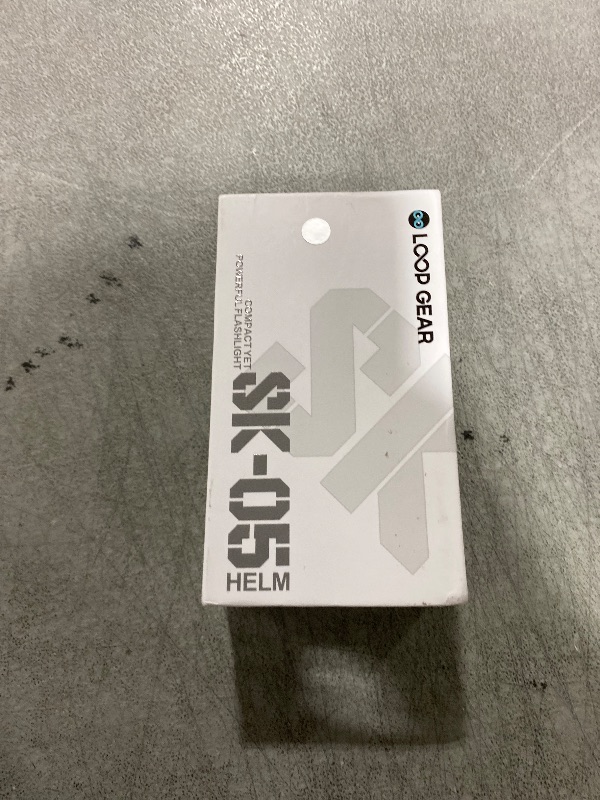 LOOP GEAR
COMPACT YET
POWERFUL FLASHLIGHT
SK-05
HELM